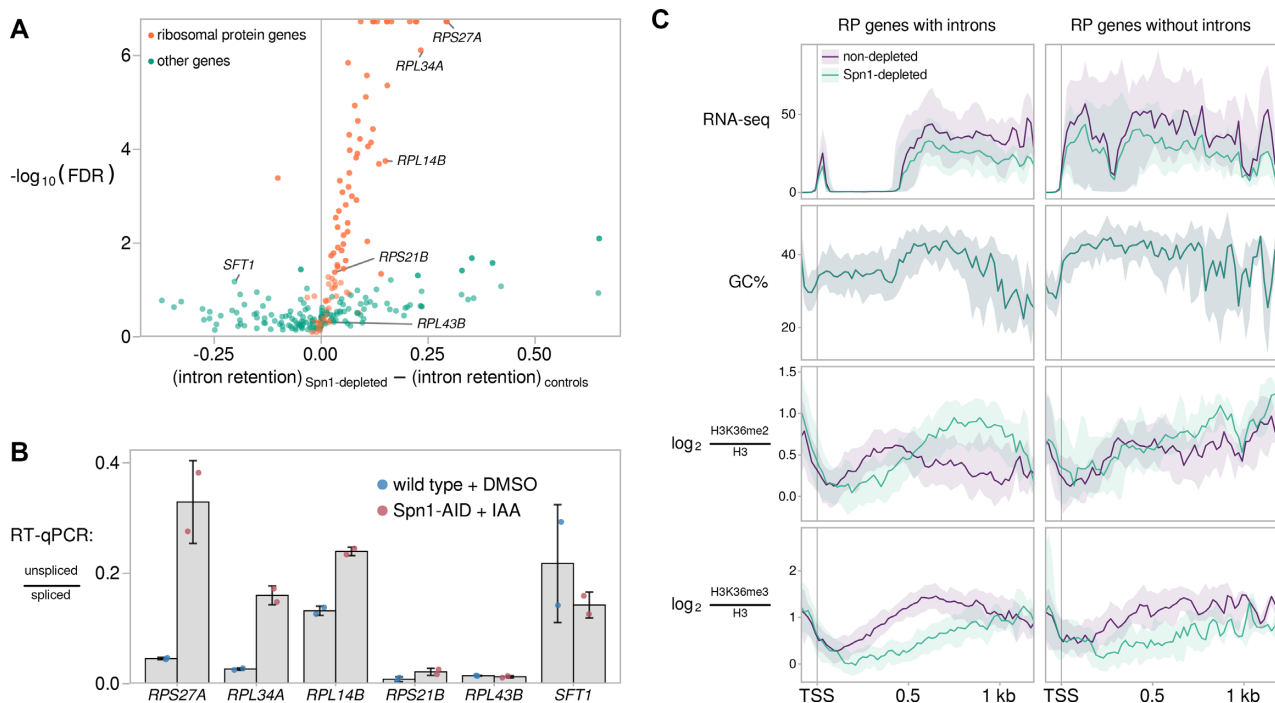 A
ribosomal protein genes
other genes
RPS27A
RPL34A
RPL14B
RPS21B
SFT1
RPL43B
-log10(FDR)
6
4
2
0
-0.25 0.00 0.25 0.50
(intron retention) Spn1-depleted − (intron retention) controls
B
RT-qPCR:
unspliced
spliced
0.4
0.2
0.0
wild type + DMSO
Spn1-AID + IAA
RPS27A RPL34A RPL14B RPS21B RPL43B SFT1
C
RP genes with introns RP genes without introns
non-depleted
Spn1-depleted
RNA-seq
50
0
GC%
40
20
log2 H3K36me2
H3
1.5
1.0
0.5
0.0
log2 H3K36me3
H3
2
1
0
TSS 0.5 1 kb TSS 0.5 1 kb